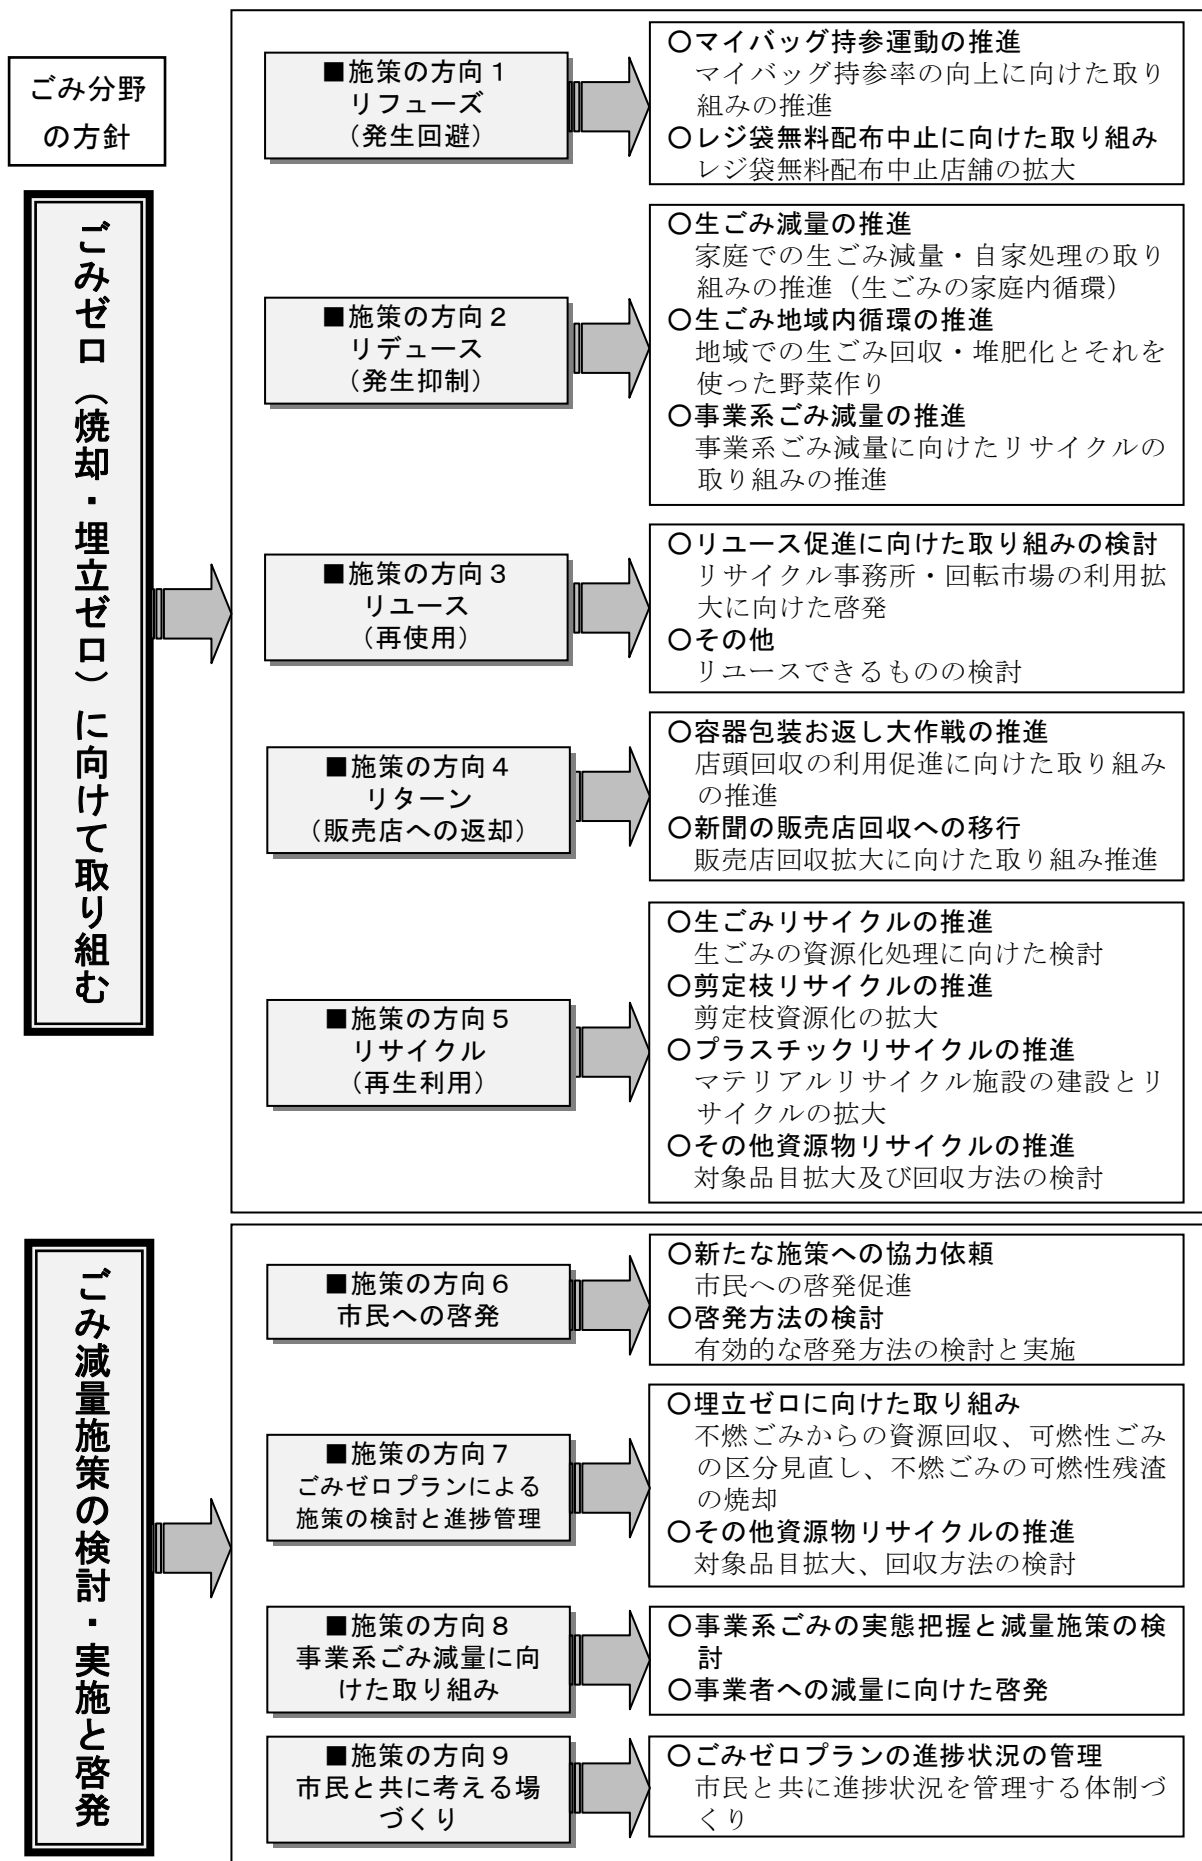 ごみ分野
の方針
ごみゼロ（焼却・埋立ゼロ）に向けて取り組む
■施策の方向１
リフューズ
（発生回避）
○マイバッグ持参運動の推進
マイバッグ持参率の向上に向けた取り
組みの推進
○レジ袋無料配布中止に向けた取り組み
レジ袋無料配布中止店舗の拡大
■施策の方向２
リデュース
（発生抑制）
○生ごみ減量の推進
家庭での生ごみ減量・自家処理の取り
組みの推進（生ごみの家庭内循環）
○生ごみ地域内循環の推進
地域での生ごみ回収・堆肥化とそれを
使った野菜作り
○事業系ごみ減量の推進
事業系ごみ減量に向けたリサイクルの
取り組みの推進
■施策の方向３
リユース
（再使用）
○リユース促進に向けた取り組みの検討
リサイクル事務所・回転市場の利用拡
大に向けた啓発
○その他
リユースできるものの検討
■施策の方向４
リターン
（販売店への返却）
○容器包装お返し大作戦の推進
店頭回収の利用促進に向けた取り組み
の推進
○新聞の販売店回収への移行
販売店回収拡大に向けた取り組み推進
■施策の方向５
リサイクル
（再生利用）
○生ごみリサイクルの推進
生ごみの資源化処理に向けた検討
○剪定枝リサイクルの推進
剪定枝資源化の拡大
○プラスチックリサイクルの推進
マテリアルリサイクル施設の建設とリ
サイクルの拡大
○その他資源物リサイクルの推進
対象品目拡大及び回収方法の検討
ごみ減量施策の検討・実施と啓発
■施策の方向６
市民への啓発
○新たな施策への協力依頼
市民への啓発促進
○啓発方法の検討
有効的な啓発方法の検討と実施
■施策の方向７
ごみゼロプランによる
施策の検討と進捗管理
○埋立ゼロに向けた取り組み
不燃ごみからの資源回収、可燃性ごみ
の区分見直し、不燃ごみの可燃性残渣
の焼却
○その他資源物リサイクルの推進
対象品目拡大、回収方法の検討
■施策の方向８
事業系ごみ減量に向
けた取り組み
○事業系ごみの実態把握と減量施策の検
討
○事業者への減量に向けた啓発
■施策の方向９
市民と共に考える場
づくり
○ごみゼロプランの進捗状況の管理
市民と共に進捗状況を管理する体制づ
くり